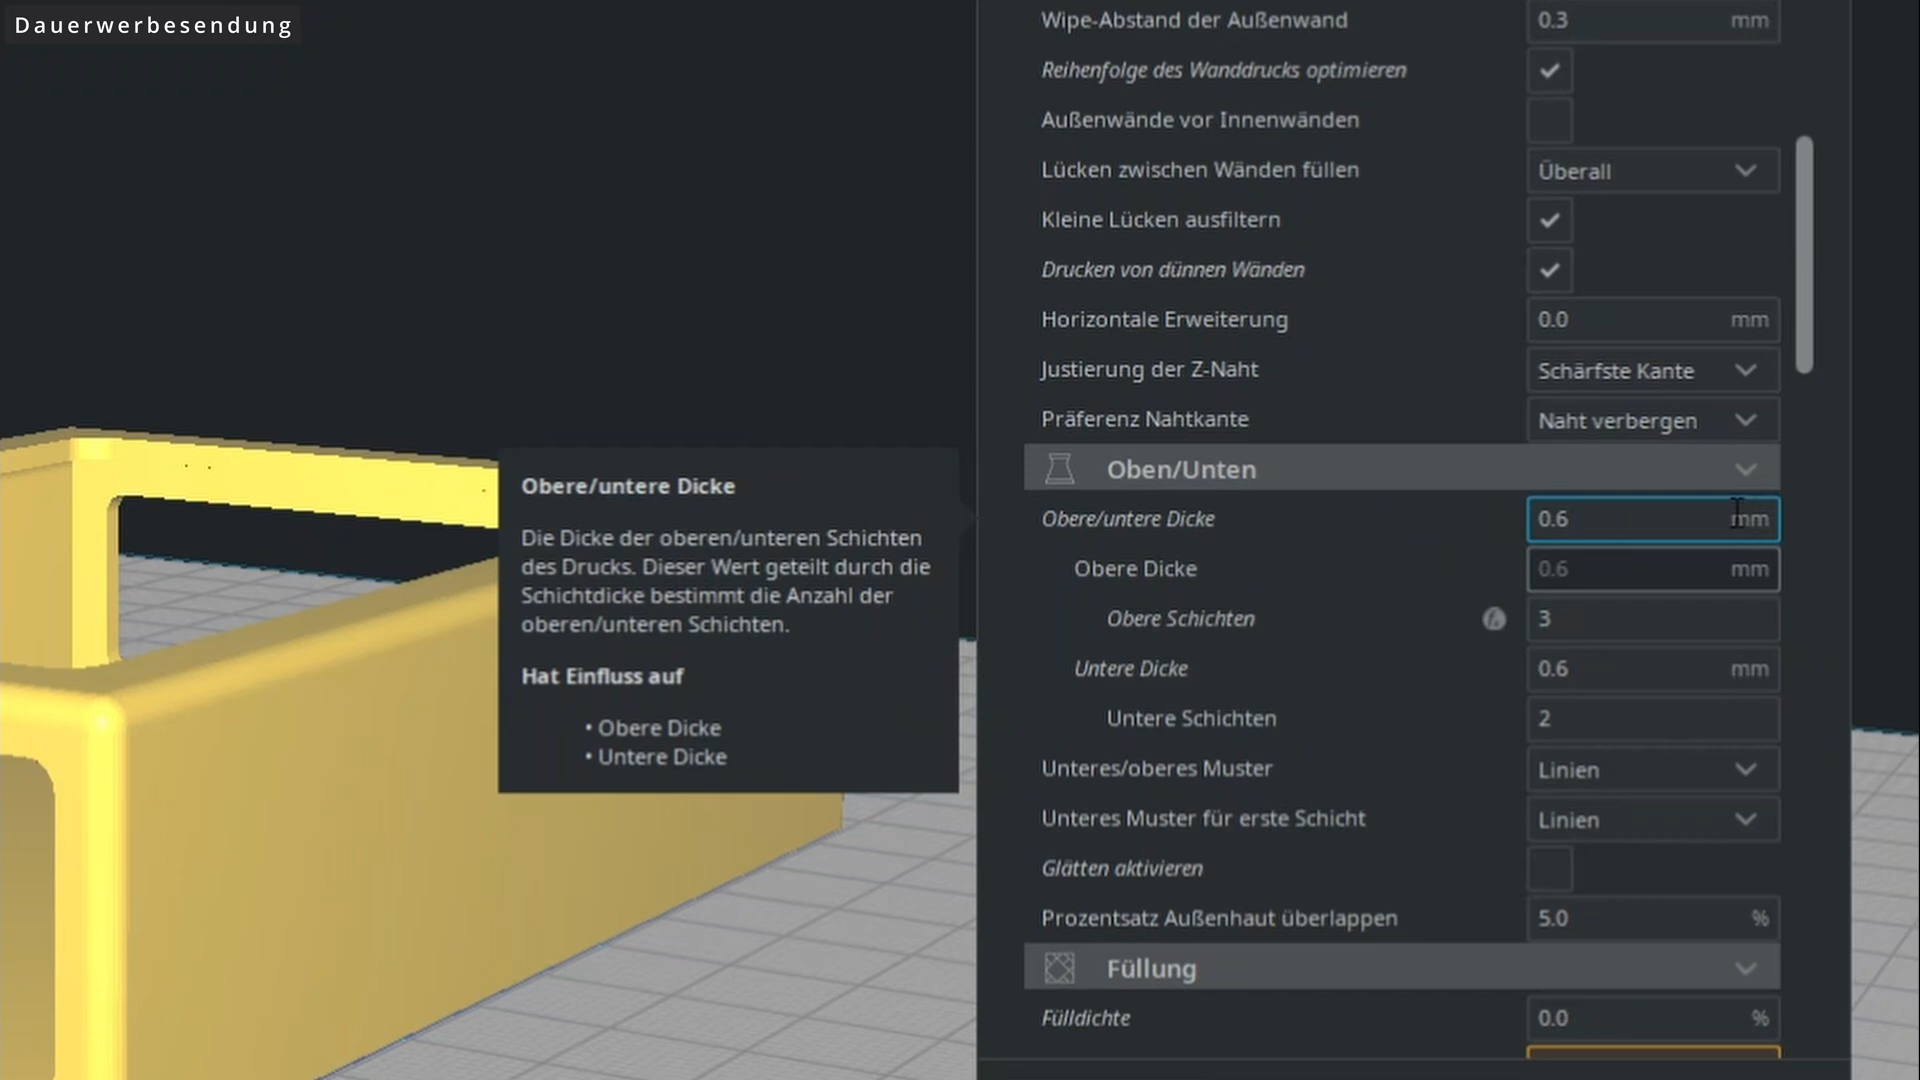 Dauerwerbesendung
Wipe-Abstand der Außenwand 0.3 mm
Reihenfolge des Wanddrucks optimieren
Außenwände vor Innenwänden
Lücken zwischen Wänden füllen Überall
Kleine Lücken ausfiltern
Drucken von dünnen Wänden
Horizontale Erweiterung 0.0 mm
Justierung der Z-Naht Schärfste Kante
Präferenz Nahtkante Naht verbergen
Oben/Unten
Obere/untere Dicke 0.6 mm
Obere Dicke 0.6 mm
Obere Schichten 3
Untere Dicke 0.6 mm
Untere Schichten 2
Unteres/oberes Muster Linien
Unteres Muster für erste Schicht Linien
Glätten aktivieren
Prozentsatz Außenhaut überlappen 5.0 %
Füllung
Fülldichte 0.0 %
Obere/untere Dicke
Die Dicke der oberen/unteren Schichten
des Drucks. Dieser Wert geteilt durch die
Schichtdicke bestimmt die Anzahl der
oberen/unteren Schichten.
Hat Einfluss auf
• Obere Dicke
• Untere Dicke